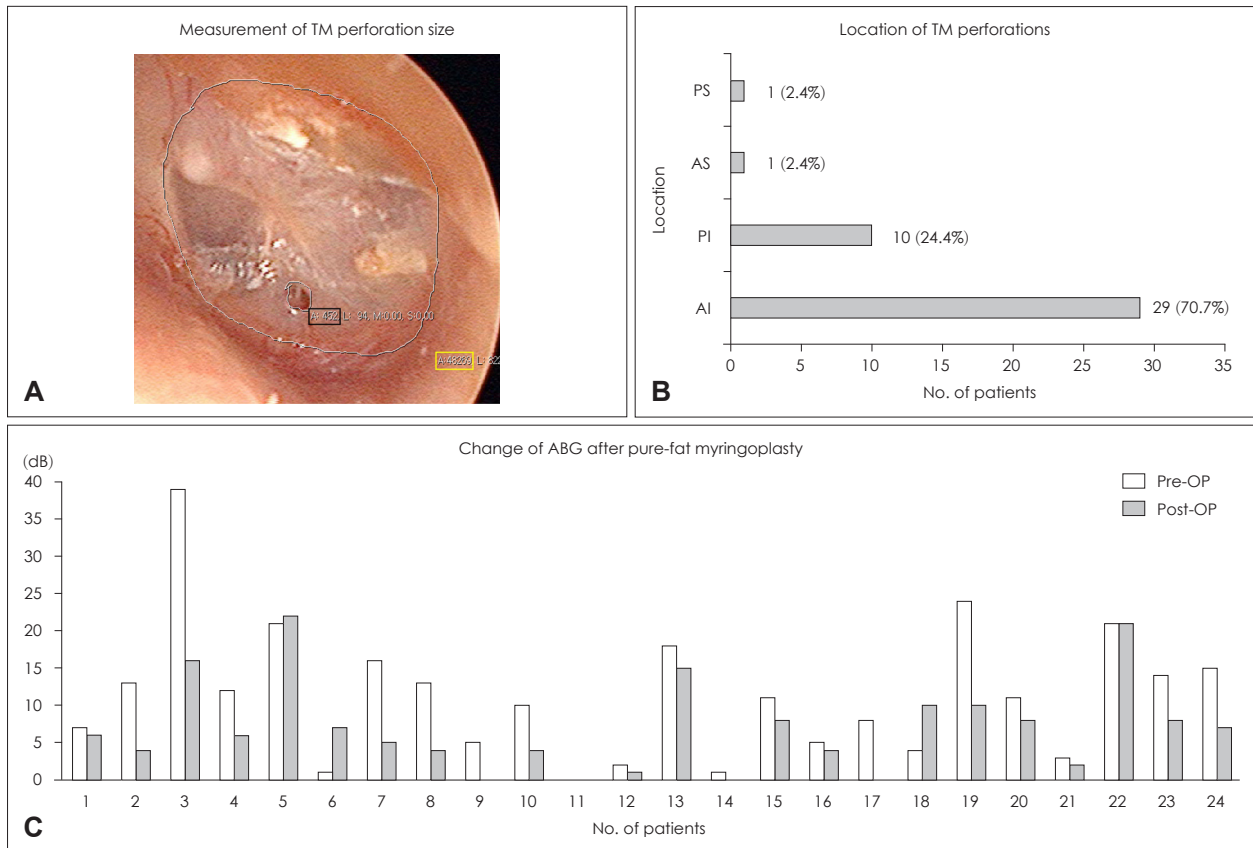 Measurement of TM perforation size
A: 452, L: 94, M:0.00, S:0.00
A:48239 L: 822
A
Location of TM perforations
Location
PS
1 (2.4%)
AS
1 (2.4%)
PI
10 (24.4%)
AI
29 (70.7%)
0 5 10 15 20 25 30 35
No. of patients
B
Change of ABG after pure-fat myringoplasty
(dB)
40
35
30
25
20
15
10
5
0
Pre-OP
Post-OP
1 2 3 4 5 6 7 8 9 10 11 12 13 14 15 16 17 18 19 20 21 22 23 24
No. of patients
C